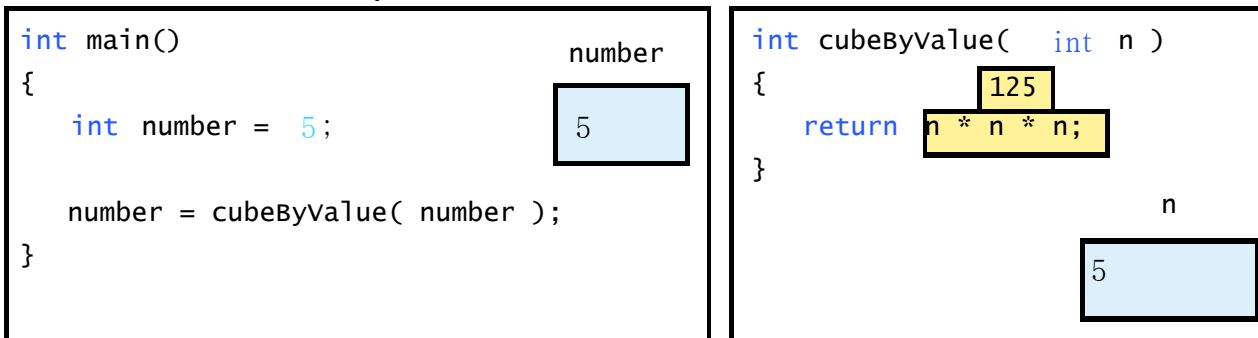 int main()
{
int number = 5;
number = cubeByValue( number );
}
number
5
int cubeByValue( int n )
{
125
return n * n * n;
}
n
5